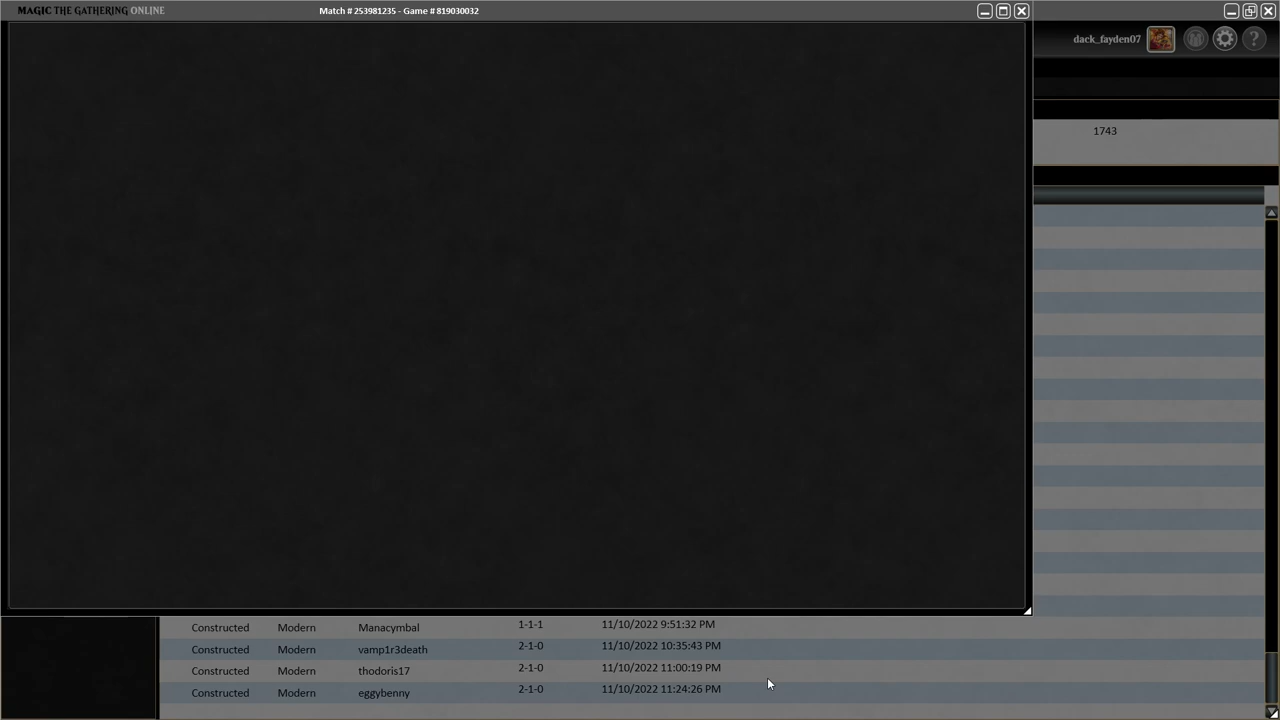 MAGIC THE GATHERING ONLINE
Match # 253981235 - Game # 819030032
dack_fayden07
?
1743
Constructed Modern Manacymbal 1-1-1 11/10/2022 9:51:32 PM
Constructed Modern vamp1r3death 2-1-0 11/10/2022 10:35:43 PM
Constructed Modern thodoris17 2-1-0 11/10/2022 11:00:19 PM
Constructed Modern eggybenny 2-1-0 11/10/2022 11:24:26 PM